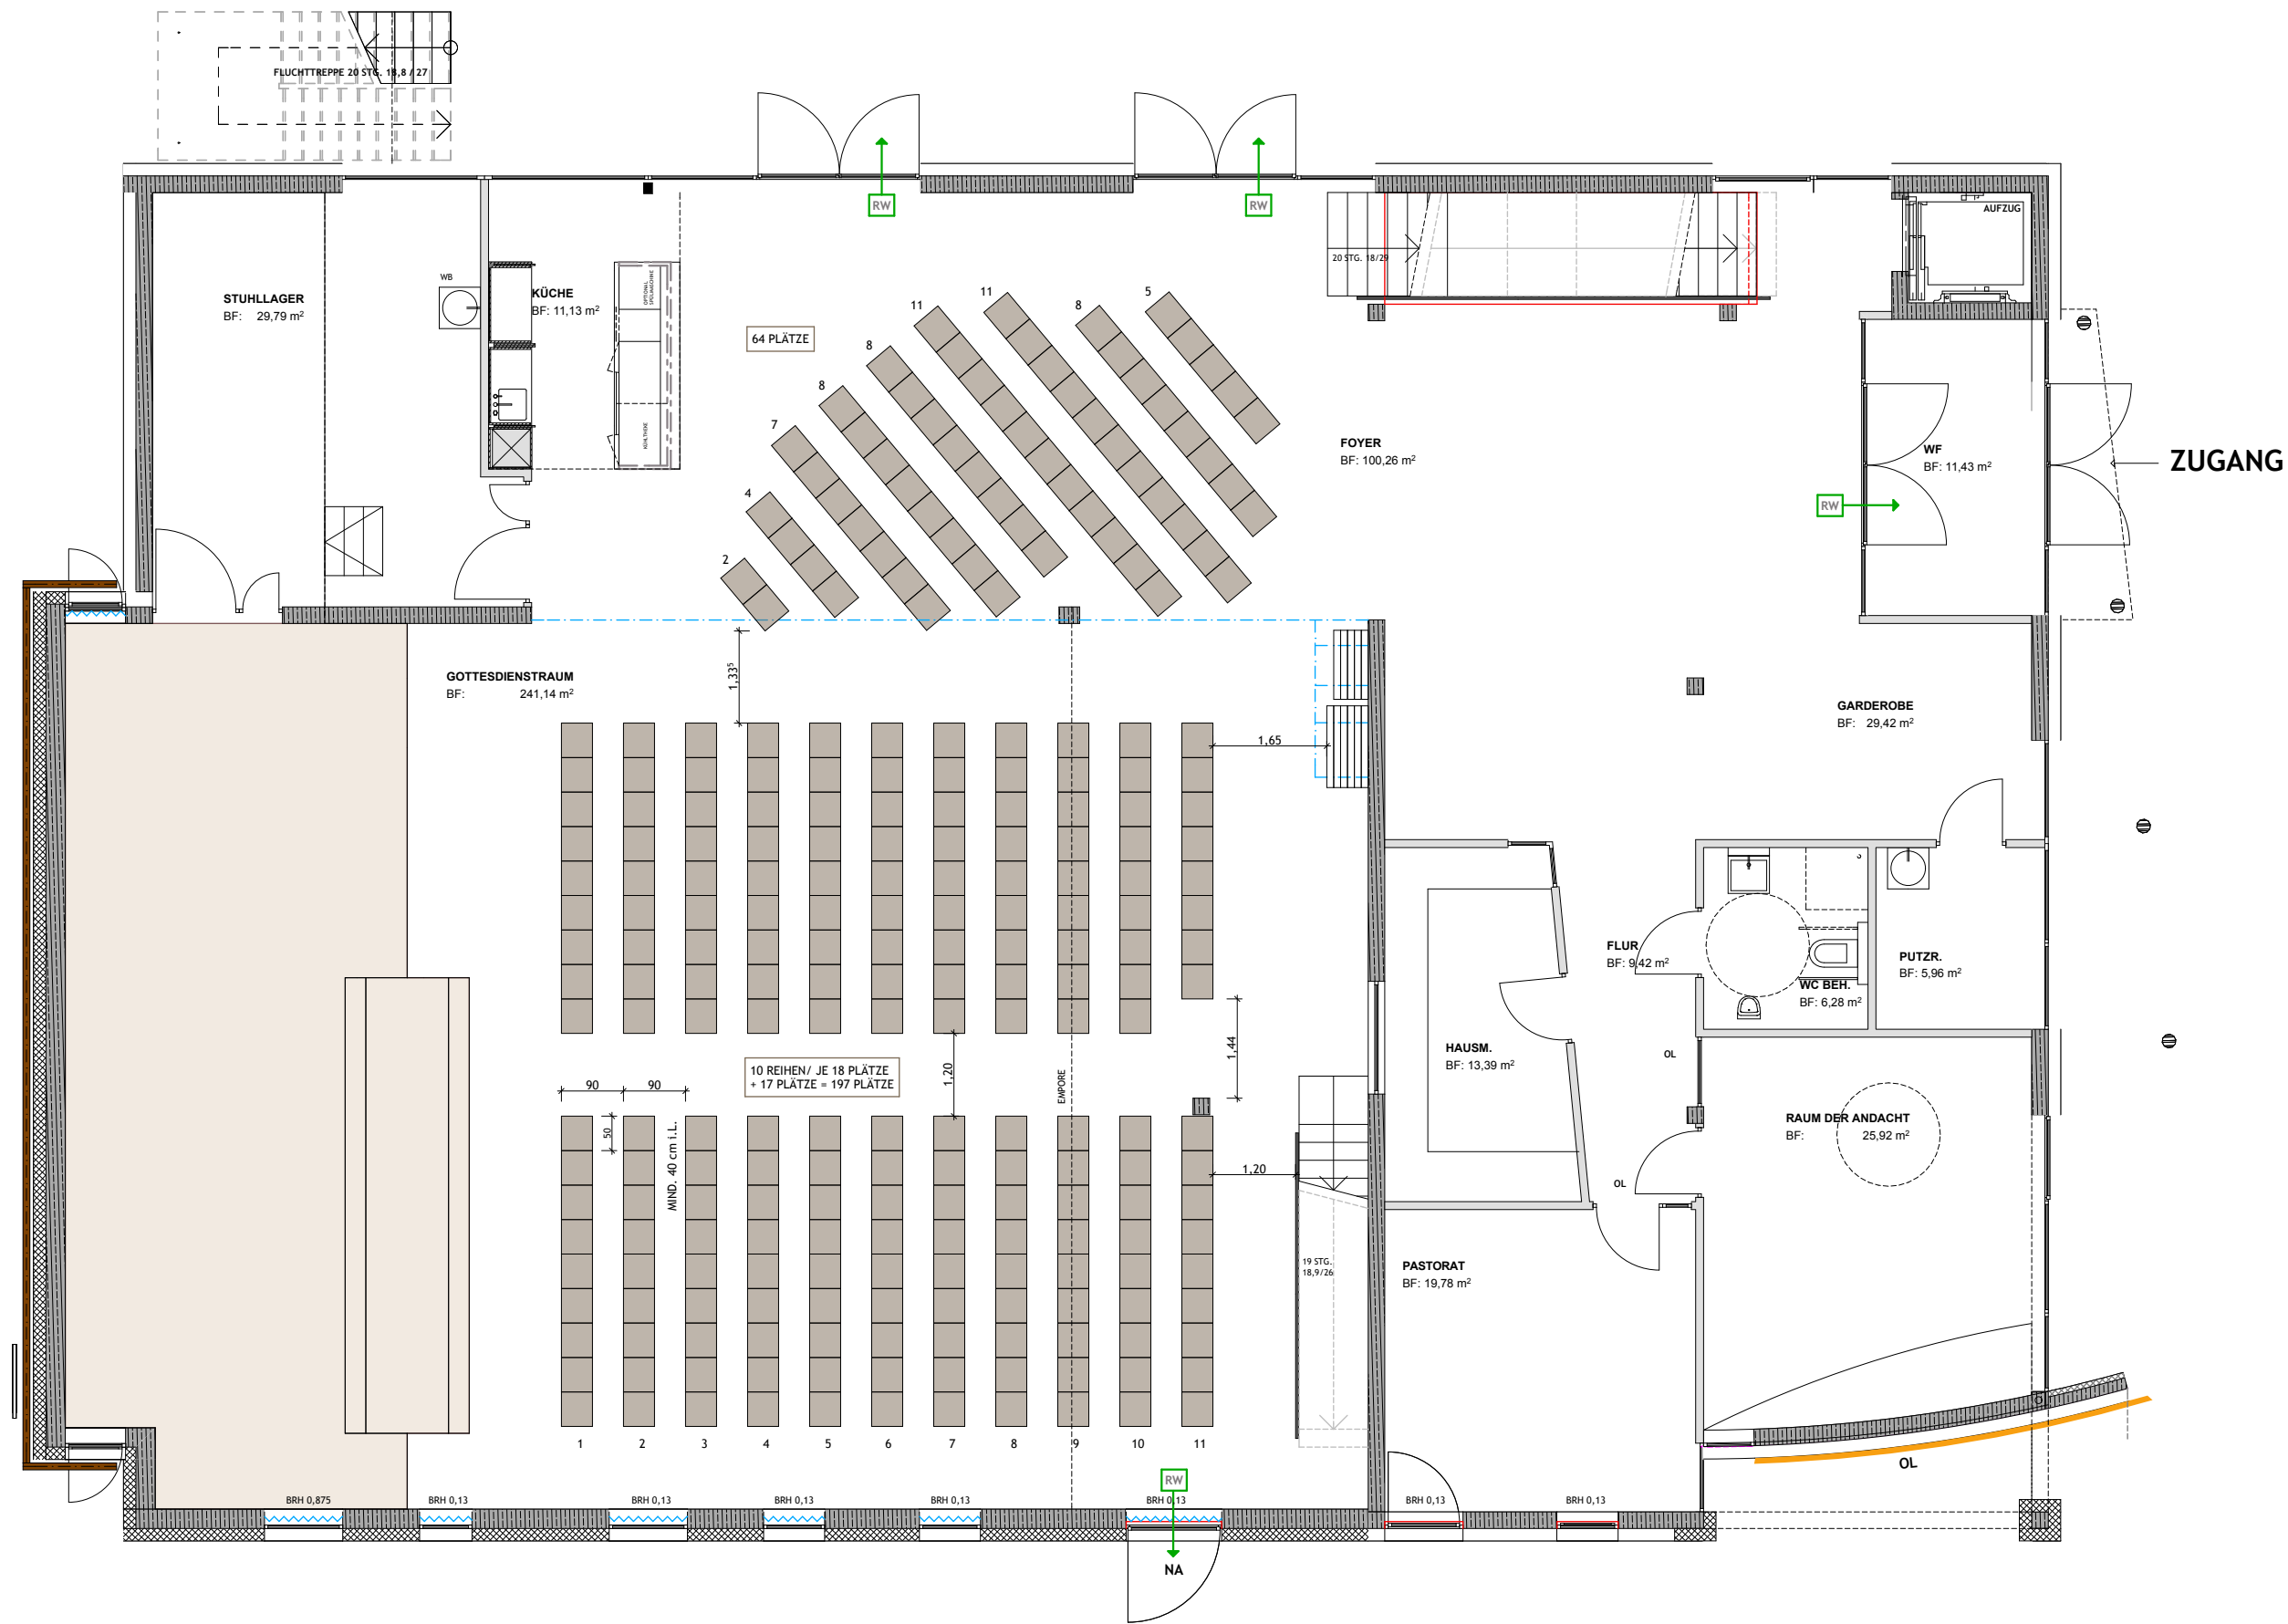 FLUCHTTREPPE 20 STG. 18,8 / 27
RW
RW
AUFZUG
20 STG. 18/29
STUHLLAGER
BF: 29,79 m²
WB
KÜCHE
BF: 11,13 m²
OPTIONAL
SPÜLMASCHINE
KÜHLTHEKE
64 PLÄTZE
2
4
7
8
8
11
11
8
5
FOYER
BF: 100,26 m²
WF
BF: 11,43 m²
RW
ZUGANG
GOTTESDIENSTRAUM
BF: 241,14 m²
1,33⁵
1,65
GARDEROBE
BF: 29,42 m²
FLUR
BF: 9,42 m²
WC BEH.
BF: 6,28 m²
PUTZR.
BF: 5,96 m²
HAUSM.
BF: 13,39 m²
OL
10 REIHEN/ JE 18 PLÄTZE
+ 17 PLÄTZE = 197 PLÄTZE
90
90
50
MIND. 40 cm i.L.
1,20
EMPORE
1,44
1,20
RAUM DER ANDACHT
BF: 25,92 m²
OL
19 STG.
18,9/26
PASTORAT
BF: 19,78 m²
1
2
3
4
5
6
7
8
9
10
11
OL
RW
BRH 0,875
BRH 0,13
BRH 0,13
BRH 0,13
BRH 0,13
BRH 0,13
BRH 0,13
BRH 0,13
NA